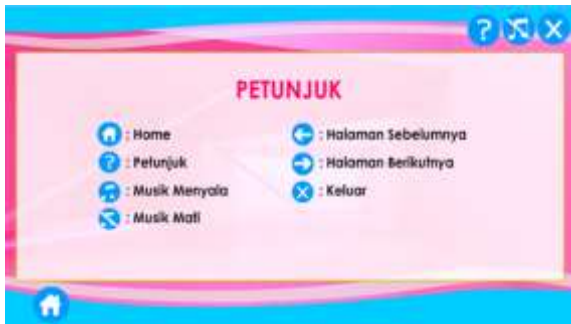 PETUNJUK
: Home
: Petunjuk
: Musik Menyala
: Musik Mati
: Halaman Sebelumnya
: Halaman Berikutnya
: Keluar